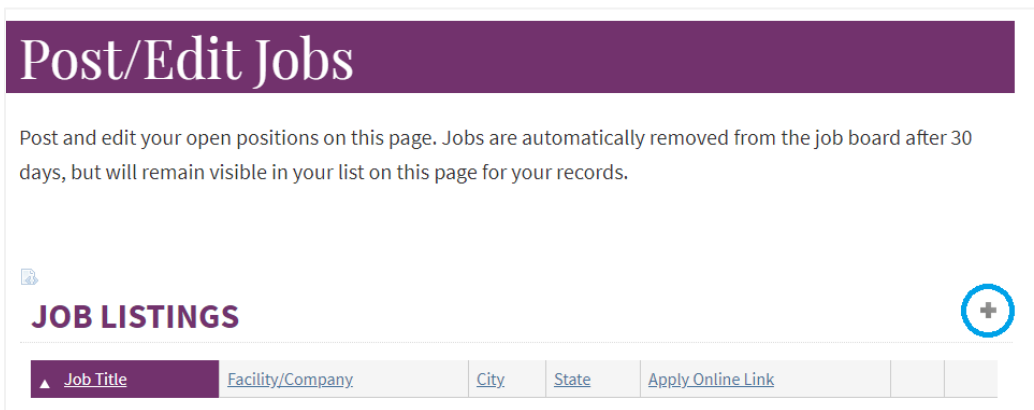 Post/Edit Jobs
Post and edit your open positions on this page. Jobs are automatically removed from the job board after 30
days, but will remain visible in your list on this page for your records.
JOB LISTINGS
Job Title Facility/Company City State Apply Online Link